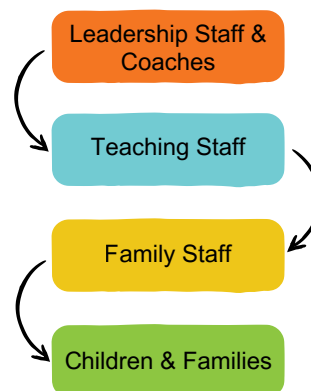 Leadership Staff &
Coaches
Teaching Staff
Family Staff
Children & Families